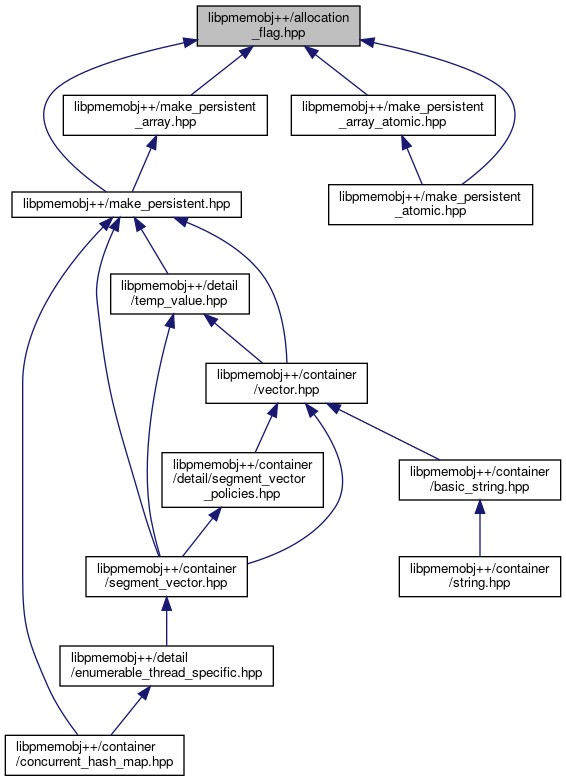 libpmemobj++/allocation
_flag.hpp
libpmemobj++/make_persistent
_array.hpp
libpmemobj++/make_persistent
_array_atomic.hpp
libpmemobj++/make_persistent.hpp
libpmemobj++/make_persistent
_atomic.hpp
libpmemobj++/detail
/temp_value.hpp
libpmemobj++/container
/vector.hpp
libpmemobj++/container
/detail/segment_vector
_policies.hpp
libpmemobj++/container
/basic_string.hpp
libpmemobj++/container
/segment_vector.hpp
libpmemobj++/container
/string.hpp
libpmemobj++/detail
/enumerable_thread_specific.hpp
libpmemobj++/container
/concurrent_hash_map.hpp